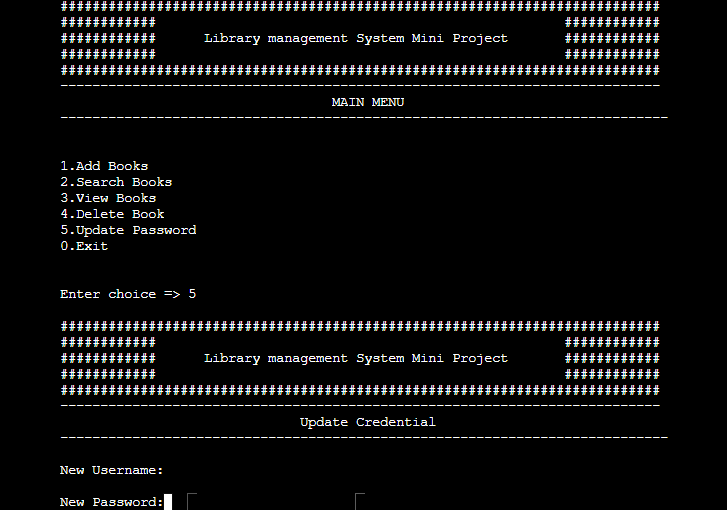 ###########################################################################
############ ############
############ Library management System Mini Project ############
############ ############
###########################################################################
---------------------------------------------------------------------------
MAIN MENU
----------------------------------------------------------------------------
1.Add Books
2.Search Books
3.View Books
4.Delete Book
5.Update Password
0.Exit
Enter choice => 5
###########################################################################
############ ############
############ Library management System Mini Project ############
############ ############
###########################################################################
---------------------------------------------------------------------------
Update Credential
----------------------------------------------------------------------------
New Username:
New Password: